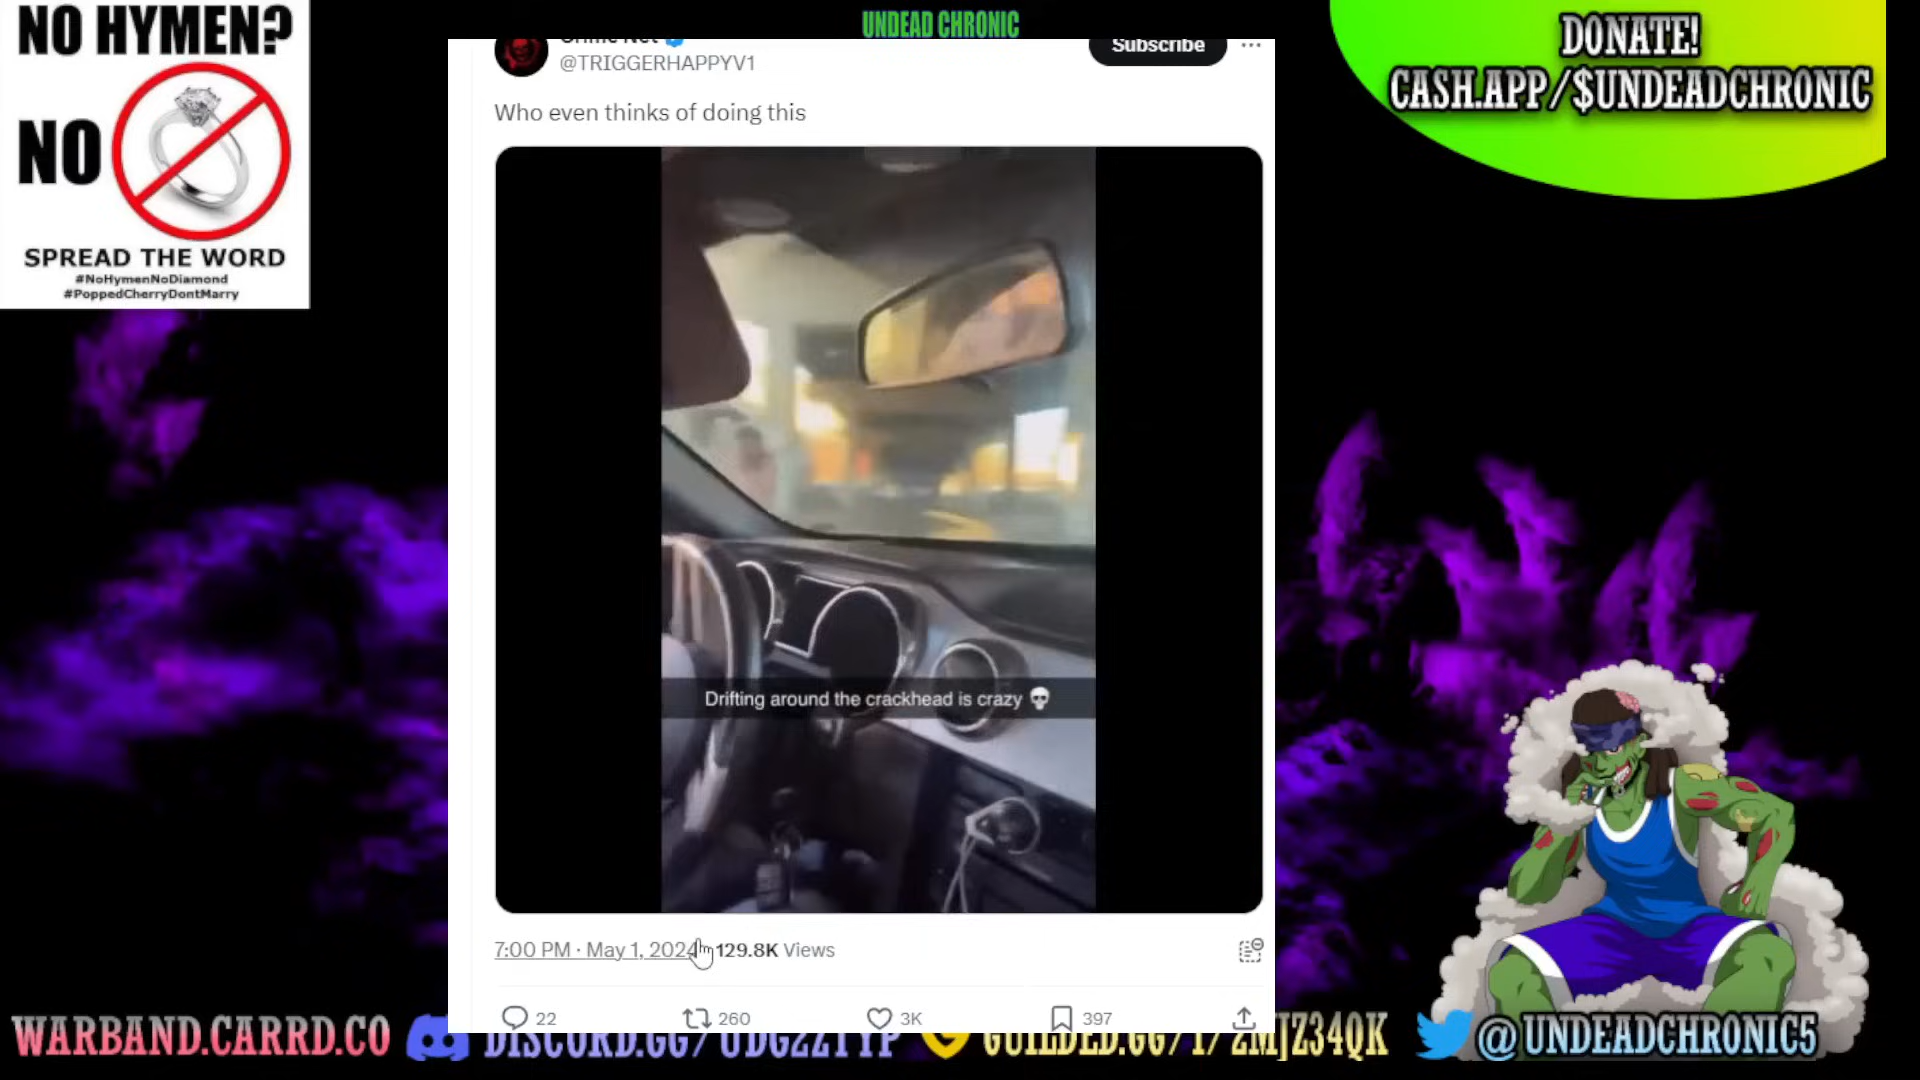 NO HYMEN?
NO
SPREAD THE WORD
#NoHymenNoDiamond
#PoppedCherryDontMarry
UNDEAD CHRONIC
@TRIGGERHAPPYV1
Subscribe
Who even thinks of doing this
Drifting around the crackhead is crazy 💀
7:00 PM · May 1, 2024
129.8K Views
22
260
3K
397
DONATE!
CASH.APP/$UNDEADCHRONIC
WARBAND.CARRD.CO
@UNDEADCHRONIC5